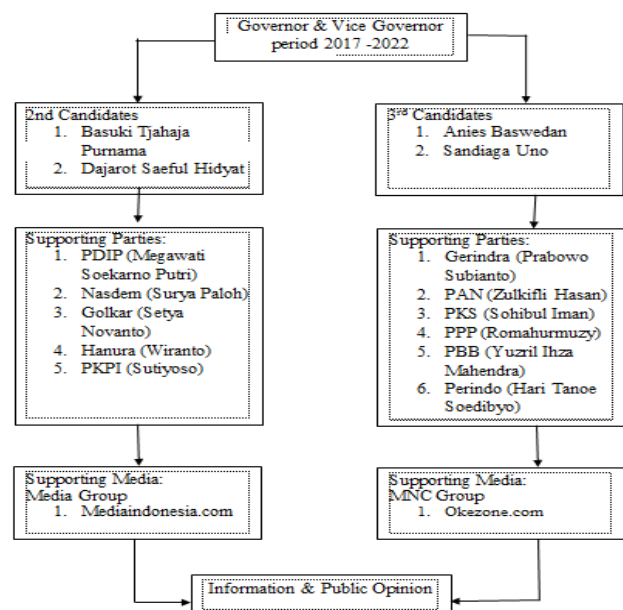 Governor & Vice Governor
period 2017 -2022
2nd Candidates
1. Basuki Tjahaja
Purnama
2. Dajarot Saeful Hidyat
3rd Candidates
1. Anies Baswedan
2. Sandiaga Uno
Supporting Parties:
1. PDIP (Megawati
Soekarno Putri)
2. Nasdem (Surya Paloh)
3. Golkar (Setya
Novanto)
4. Hanura (Wiranto)
5. PKPI (Sutiyoso)
Supporting Parties:
1. Gerindra (Prabowo
Subianto)
2. PAN (Zulkifli Hasan)
3. PKS (Sohibul Iman)
4. PPP (Romahurmuzy)
5. PBB (Yuzril Ihza
Mahendra)
6. Perindo (Hari Tanoe
Soedibyo)
Supporting Media:
Media Group
1. Mediaindonesia.com
Supporting Media:
MNC Group
1. Okezone.com
Information & Public Opinion